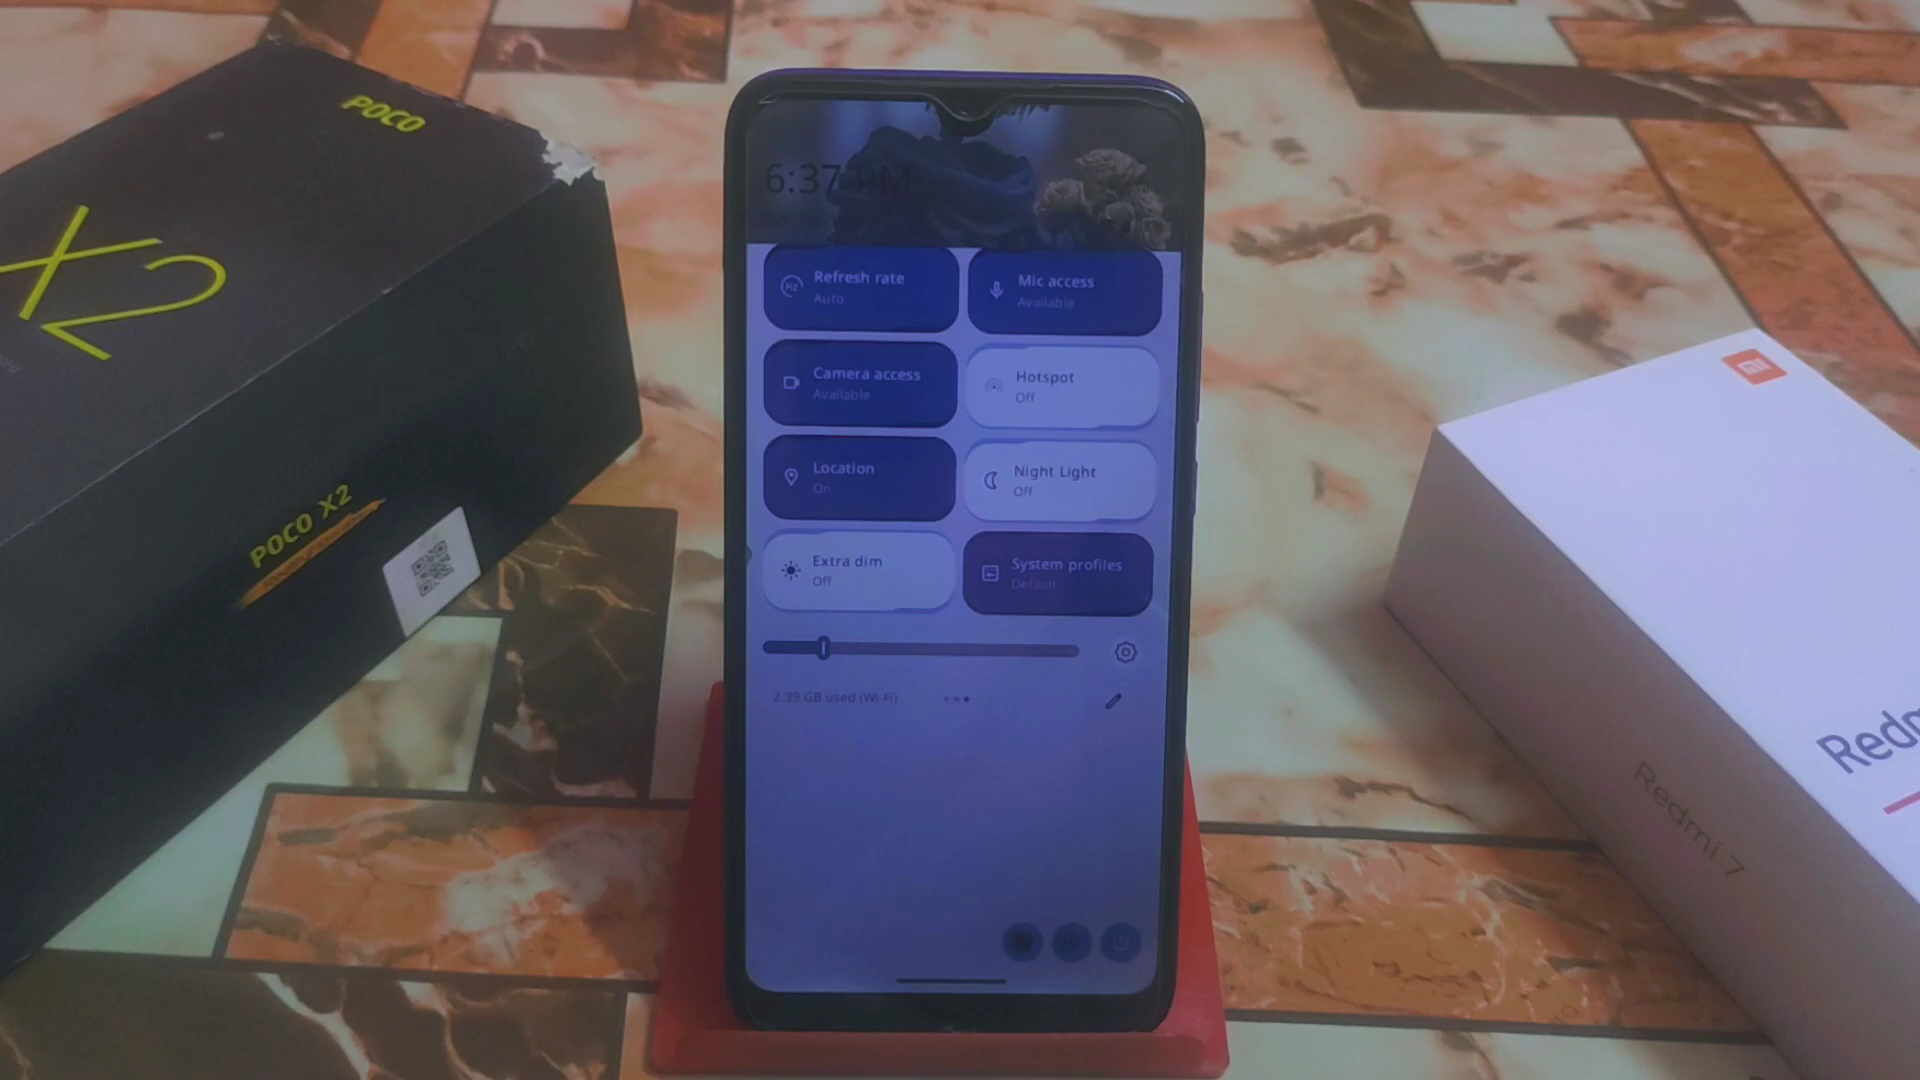 POCO
X2
POCO X2
6:37 PM
Refresh rate
Auto
Mic access
Available
Camera access
Available
Hotspot
Off
Location
On
Night Light
Off
Extra dim
Off
System profiles
Default
2.39 GB used (Wi-Fi)
mi
Redmi 7